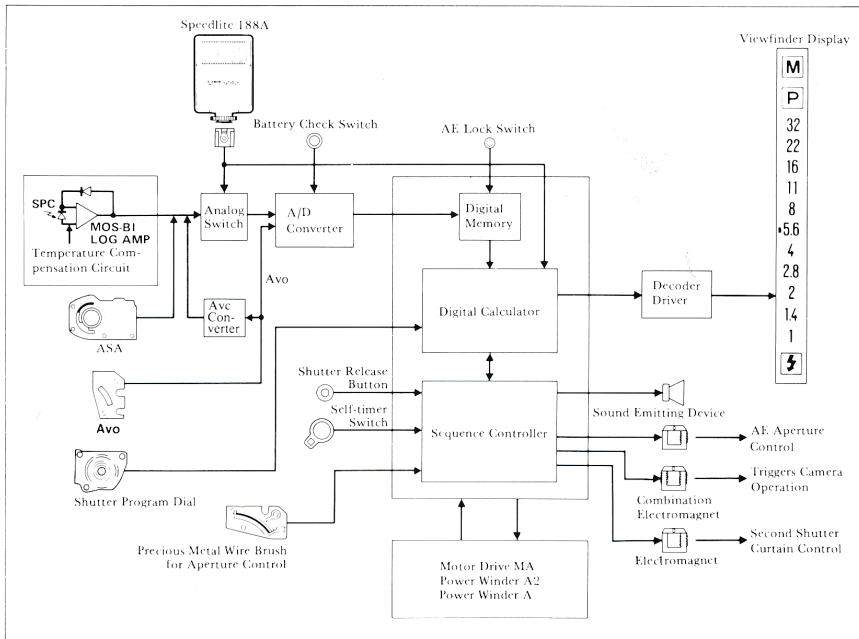 Speedlite 188A
Viewfinder Display
Battery Check Switch
AE Lock Switch
M
P
32
22
16
11
8
5.6
4
2.8
2
1.4
1
SPC
MOS-BI
LOG AMP
Temperature Com-
pensation Circuit
Analog
Switch
A/D
Converter
Digital
Memory
Avo
Avc
Con-
verter
Digital Calculator
Decoder
Driver
ASA
Shutter Release
Button
Self-timer
Switch
Sequence Controller
Sound Emitting Device
Avo
AE Aperture
Control
Shutter Program Dial
Combination
Electromagnet
Triggers Camera
Operation
Precious Metal Wire Brush
for Aperture Control
Electromagnet
Second Shutter
Curtain Control
Motor Drive MA
Power Winder A2
Power Winder A